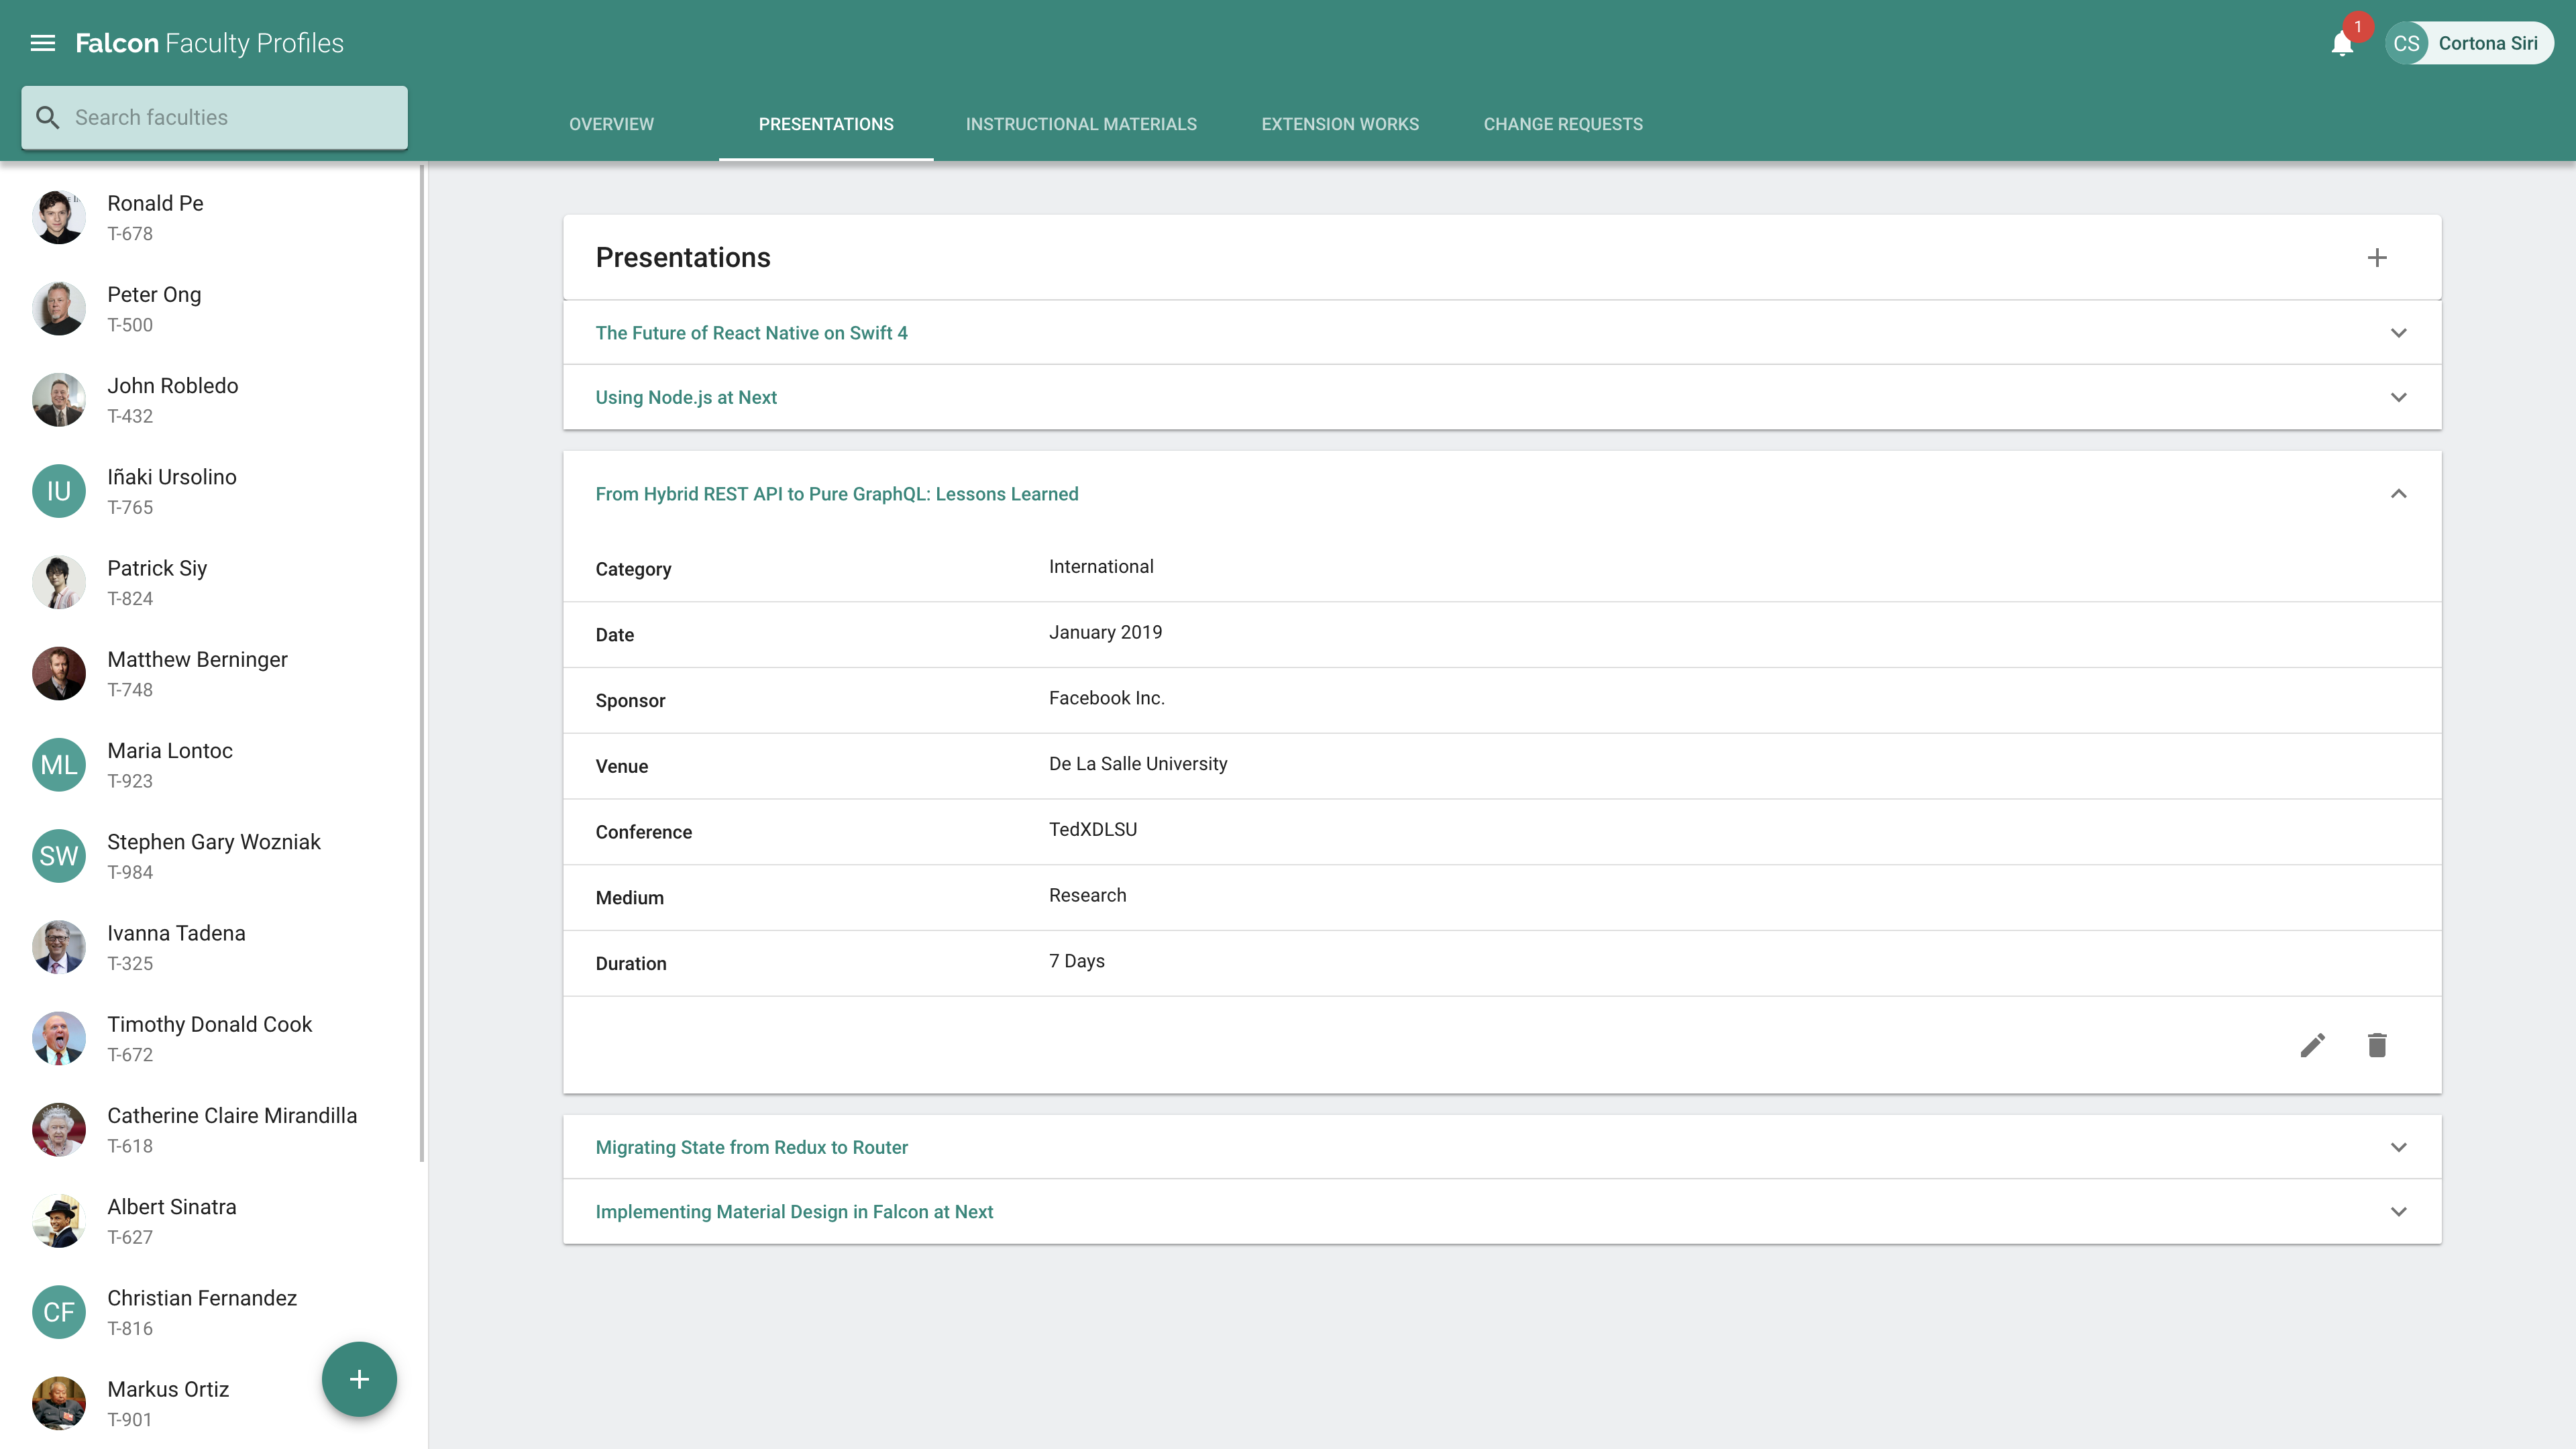 Falcon Faculty Profiles
1
CS Cortona Siri
Search faculties
OVERVIEW PRESENTATIONS INSTRUCTIONAL MATERIALS EXTENSION WORKS CHANGE REQUESTS
Ronald Pe
T-678
Peter Ong
T-500
John Robledo
T-432
IU
Iñaki Ursolino
T-765
Patrick Siy
T-824
Matthew Berninger
T-748
ML
Maria Lontoc
T-923
SW
Stephen Gary Wozniak
T-984
Ivanna Tadena
T-325
Timothy Donald Cook
T-672
Catherine Claire Mirandilla
T-618
Albert Sinatra
T-627
CF
Christian Fernandez
T-816
Markus Ortiz
T-901
Presentations
The Future of React Native on Swift 4
Using Node.js at Next
From Hybrid REST API to Pure GraphQL: Lessons Learned
Category International
Date January 2019
Sponsor Facebook Inc.
Venue De La Salle University
Conference TedXDLSU
Medium Research
Duration 7 Days
Migrating State from Redux to Router
Implementing Material Design in Falcon at Next